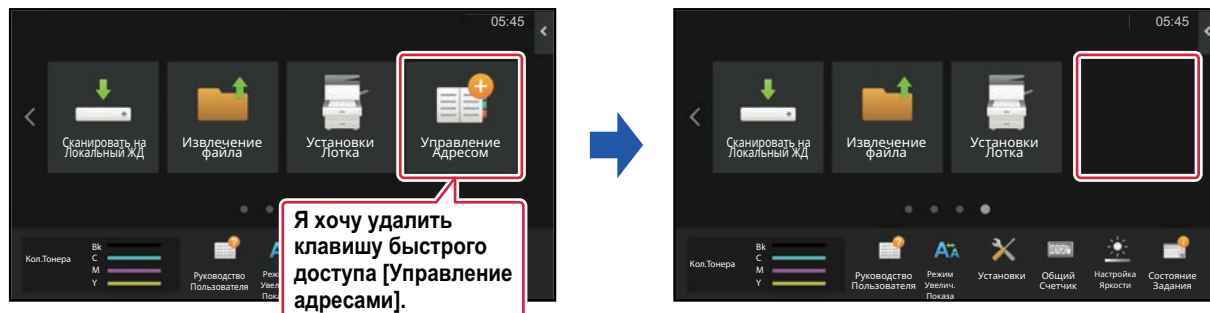 05:45
Сканировать на
Локальный ЖД
Извлечение
файла
Установки
Лотка
Управление
Адресом
Я хочу удалить
клавишу быстрого
доступа [Управление
адресами].
Кол.Тонера
Bk
C
M
Y
Руководство
Пользователя
05:45
Сканировать на
Локальный ЖД
Извлечение
файла
Установки
Лотка
Кол.Тонера
Bk
C
M
Y
Руководство
Пользователя
Режим
Увелич.
Показа
Установки
Общий
Счетчик
Настройка
Яркости
Состояние
Задания